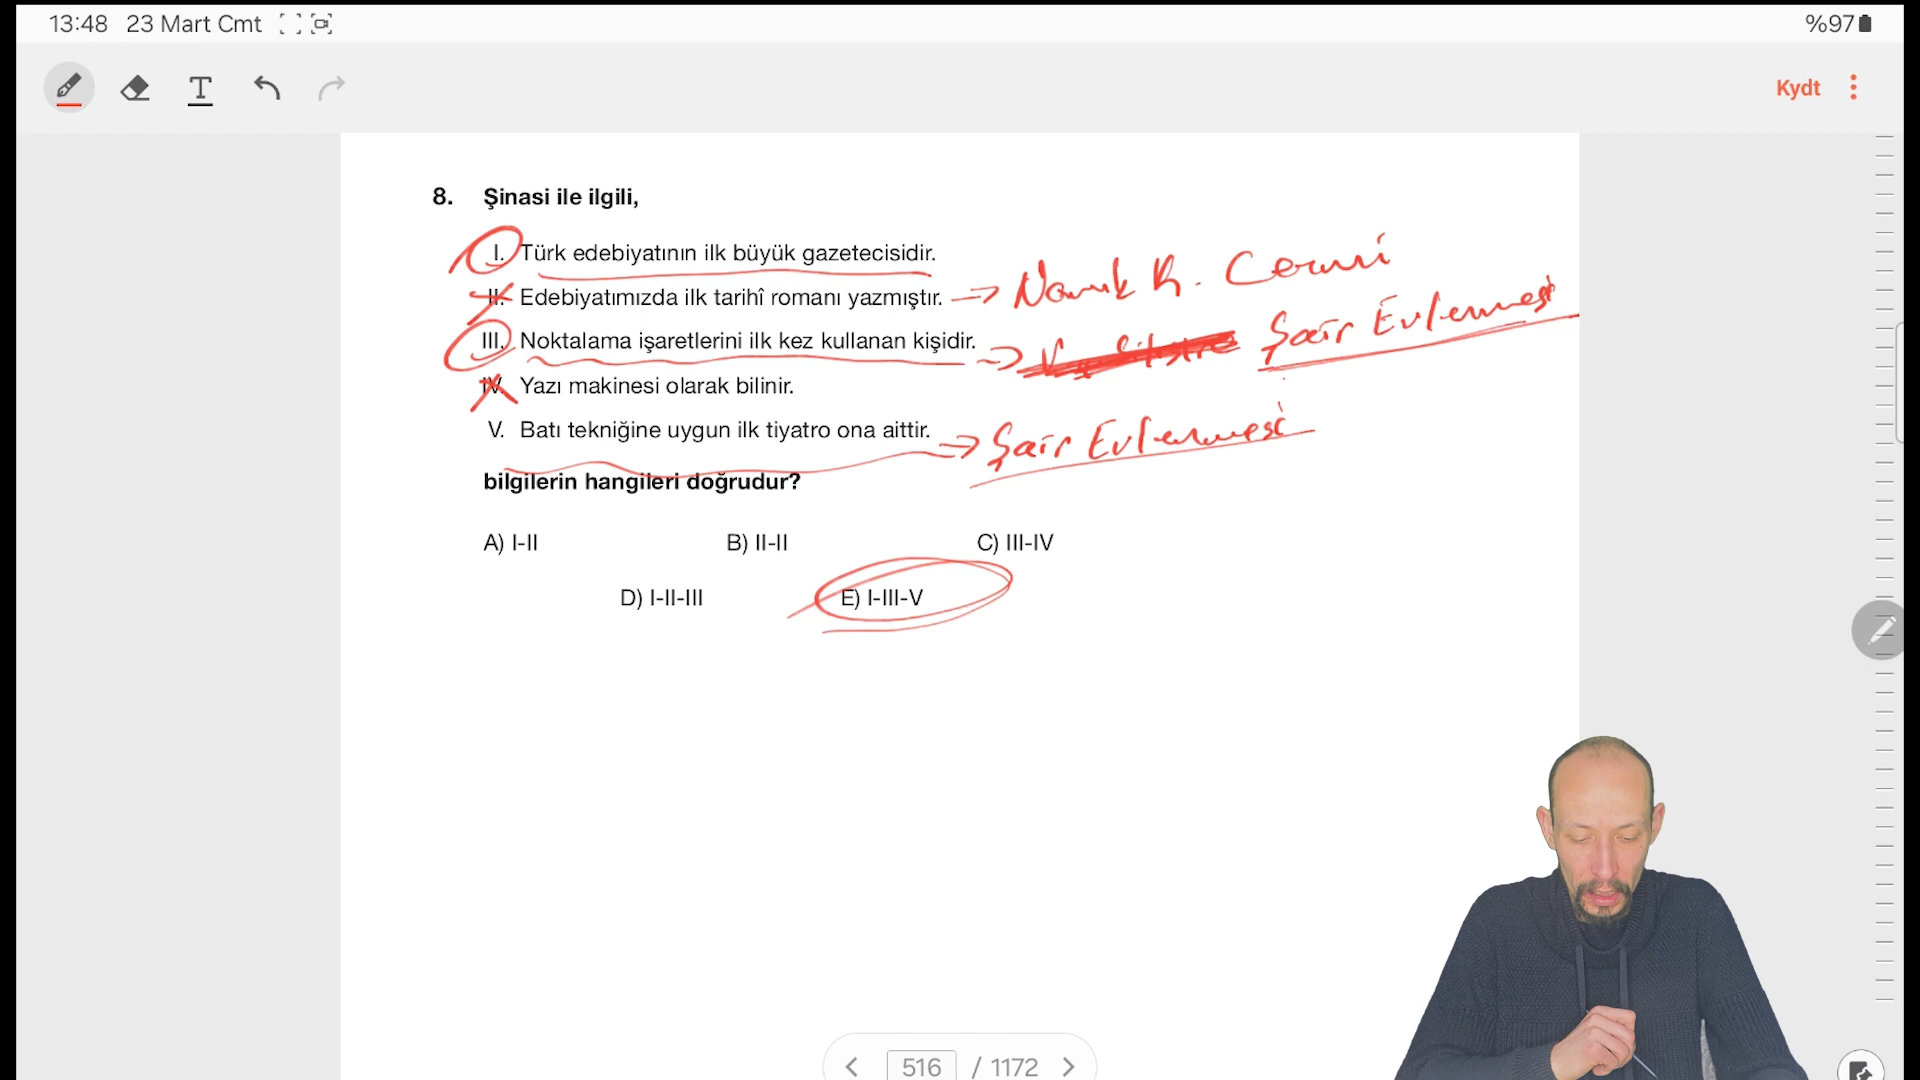 13:48 23 Mart Cmt %97
T Kydt
8. Şinasi ile ilgili,
I. Türk edebiyatının ilk büyük gazetecisidir.
II. Edebiyatımızda ilk tarihî romanı yazmıştır. → Namık K. Cezmi
III. Noktalama işaretlerini ilk kez kullanan kişidir. → Şair Evlenmesi
IV. Yazı makinesi olarak bilinir.
V. Batı tekniğine uygun ilk tiyatro ona aittir. → Şair Evlenmesi
bilgilerin hangileri doğrudur?
A) I-II B) II-II C) III-IV
D) I-II-III E) I-III-V
516 / 1172